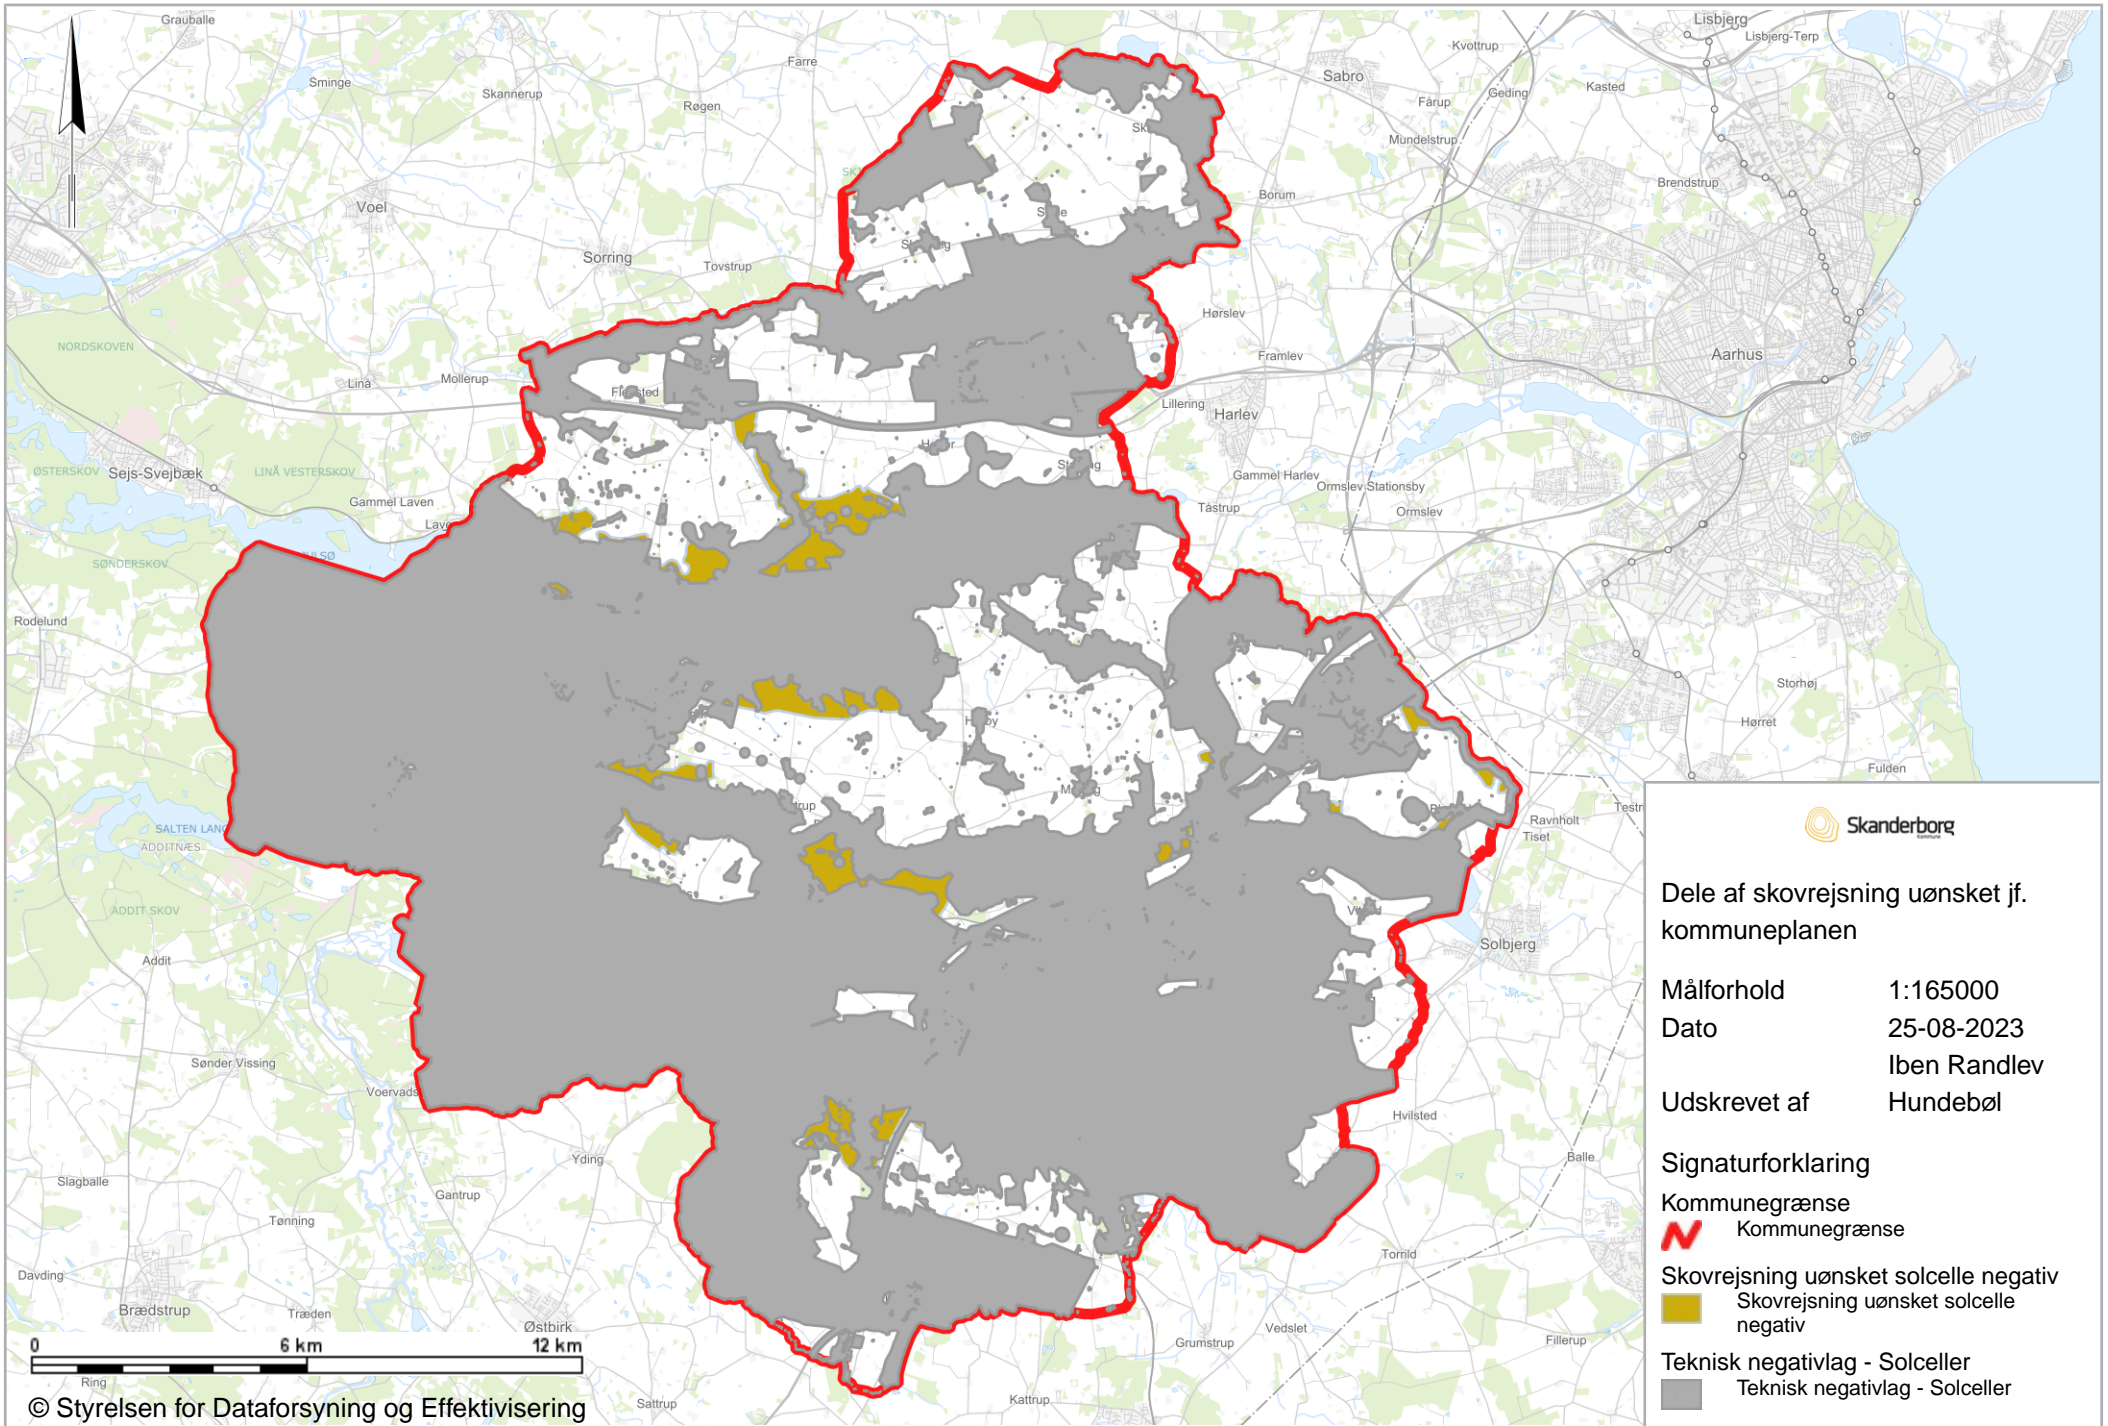 Grauballe
Lisbjerg
Lisbjerg-Terp
Kvottrup
Farre
Sabro
Sminge
Skannerup
Røgen
Geding
Kasted
Fårup
Mundelstrup
Brendstrup
Borum
Voel
Sorring
Tovstrup
Hørslev
NORDSKOVEN
Framlev
Aarhus
Linå
Mollerup
Lillering
Harlev
ØSTERSKOV
Sejs-Svejbæk
LINÅ VESTERSKOV
Gammel Laven
Gammel Harlev
Ormslev Stationsby
Tåstrup
Ormslev
SØNDERSKOV
Rodelund
Storhøj
Hørret
Fulden
SALTEN LANG
ADDITNÆS
Ravnholt
Tiset
ADDIT SKOV
Addit
Solbjerg
Sønder Vissing
Voervads
Hvilsted
Yding
Balle
Slagballe
Gantrup
Tønning
Torrild
Davding
Brædstrup
Træden
Østbirk
Vedslet
Grumstrup
Fillerup
Ring
Sattrup
Kattrup
0 6 km 12 km
© Styrelsen for Dataforsyning og Effektivisering
Skanderborg
Kommune
Dele af skovrejsning uønsket jf.
kommuneplanen
Målforhold 1:165000
Dato 25-08-2023
Iben Randlev
Udskrevet af Hundebøl
Signaturforklaring
Kommunegrænse
Kommunegrænse
Skovrejsning uønsket solcelle negativ
Skovrejsning uønsket solcelle
negativ
Teknisk negativlag - Solceller
Teknisk negativlag - Solceller